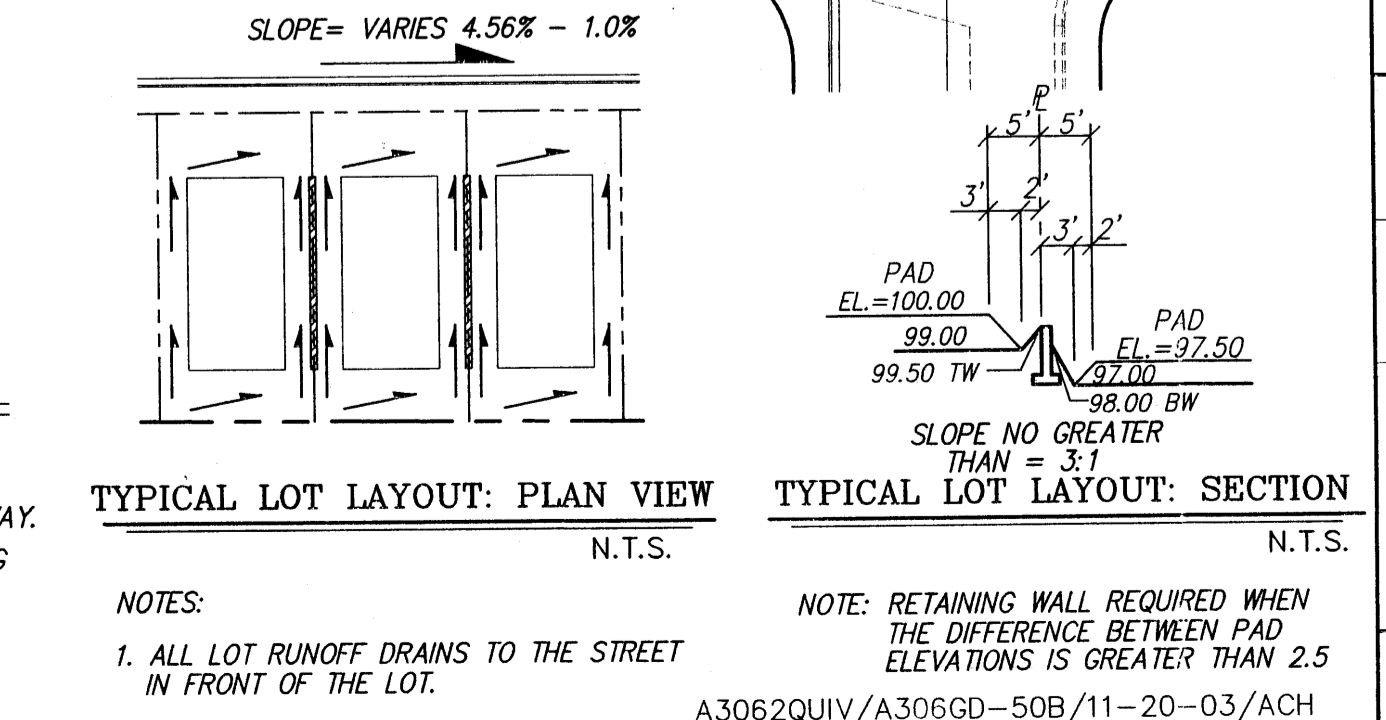 SLOPE= VARIES 4.56% - 1.0%
TYPICAL LOT LAYOUT: PLAN VIEW
N.T.S.
NOTES:
1. ALL LOT RUNOFF DRAINS TO THE STREET
IN FRONT OF THE LOT.
AY.
G
PL
5' 5'
3' 2'
3' 2'
PAD
EL.=100.00
99.00
99.50 TW
PAD
EL.=97.50
97.00
98.00 BW
SLOPE NO GREATER
THAN = 3:1
TYPICAL LOT LAYOUT: SECTION
N.T.S.
NOTE: RETAINING WALL REQUIRED WHEN
THE DIFFERENCE BETWEEN PAD
ELEVATIONS IS GREATER THAN 2.5
A3062QUIV/A306GD-50B/11-20-03/ACH